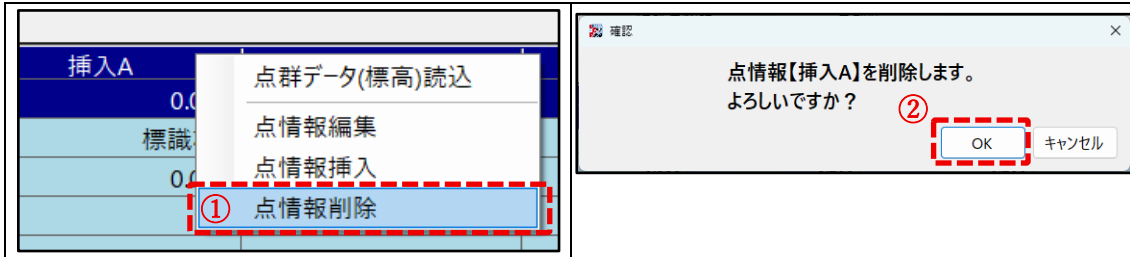 挿入A
0.0
標識
0.0
点群データ(標高)読込
点情報編集
点情報挿入
① 点情報削除
確認
点情報【挿入A】を削除します。
よろしいですか？
②
OK キャンセル